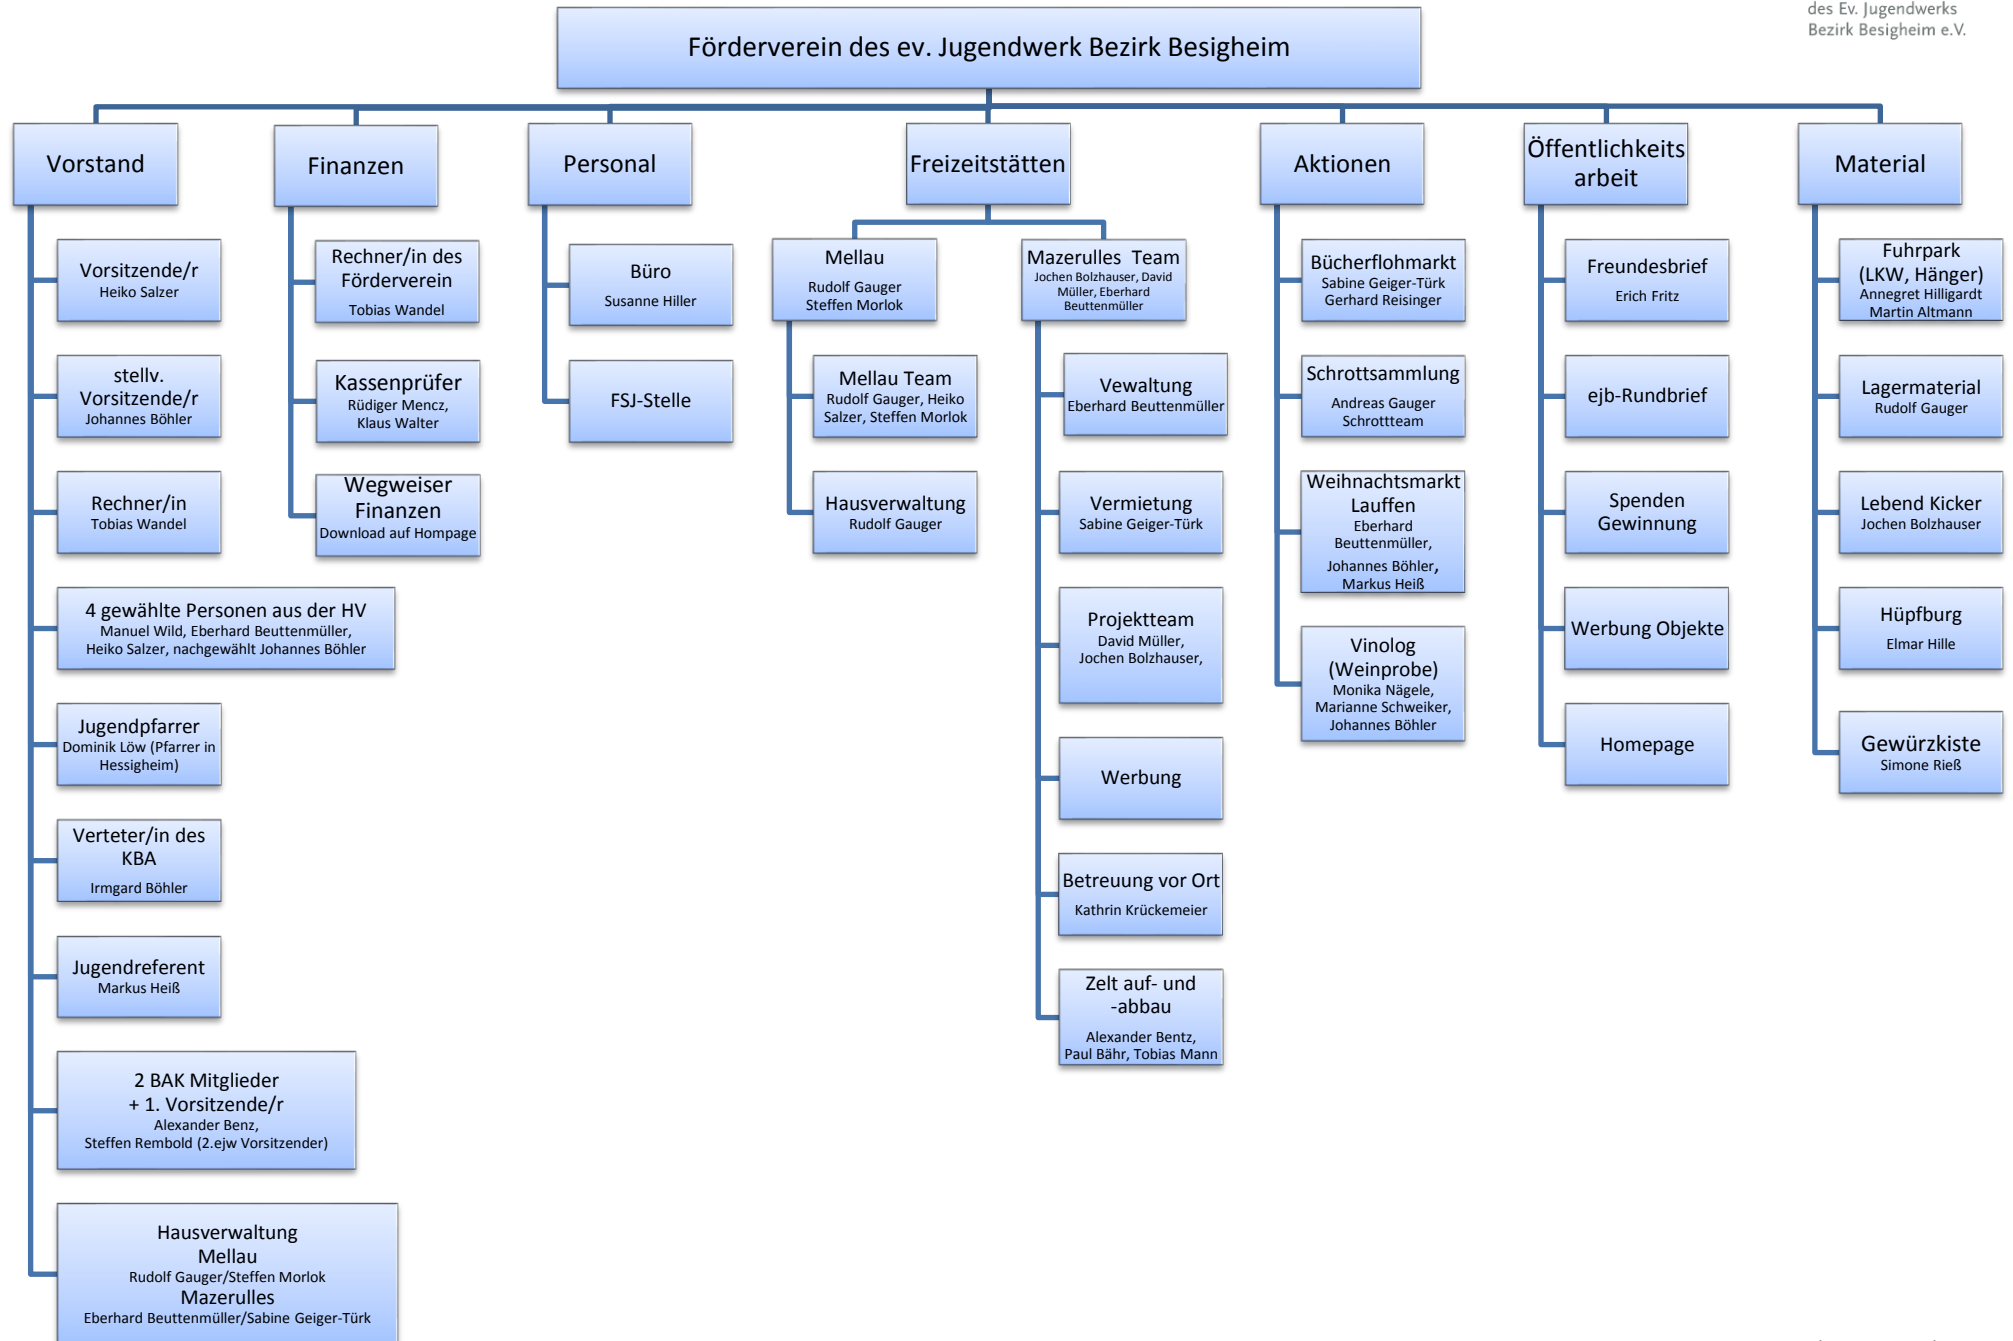 des Ev. Jugendwerks
Bezirk Besigheim e.V.
Förderverein des ev. Jugendwerk Bezirk Besigheim
Vorstand
Vorsitzende/r
Heiko Salzer
stellv.
Vorsitzende/r
Johannes Böhler
Rechner/in
Tobias Wandel
4 gewählte Personen aus der HV
Manuel Wild, Eberhard Beuttenmüller,
Heiko Salzer, nachgewählt Johannes Böhler
Jugendpfarrer
Dominik Löw (Pfarrer in
Hessigheim)
Verteter/in des
KBA
Irmgard Böhler
Jugendreferent
Markus Heiß
2 BAK Mitglieder
+ 1. Vorsitzende/r
Alexander Benz,
Steffen Rembold (2.ejw Vorsitzender)
Hausverwaltung
Mellau
Rudolf Gauger/Steffen Morlok
Mazerulles
Eberhard Beuttenmüller/Sabine Geiger-Türk
Finanzen
Rechner/in des
Förderverein
Tobias Wandel
Kassenprüfer
Rüdiger Mencz,
Klaus Walter
Wegweiser
Finanzen
Download auf Hompage
Personal
Büro
Susanne Hiller
FSJ-Stelle
Freizeitstätten
Mellau
Rudolf Gauger
Steffen Morlok
Mellau Team
Rudolf Gauger, Heiko
Salzer, Steffen Morlok
Hausverwaltung
Rudolf Gauger
Mazerulles Team
Jochen Bolzhauser, David
Müller, Eberhard
Beuttenmüller
Vewaltung
Eberhard Beuttenmüller
Vermietung
Sabine Geiger-Türk
Projektteam
David Müller,
Jochen Bolzhauser,
Werbung
Betreuung vor Ort
Kathrin Krückemeier
Zelt auf- und
-abbau
Alexander Bentz,
Paul Bähr, Tobias Mann
Aktionen
Bücherflohmarkt
Sabine Geiger-Türk
Gerhard Reisinger
Schrottsammlung
Andreas Gauger
Schrottteam
Weihnachtsmarkt
Lauffen
Eberhard
Beuttenmüller,
Johannes Böhler,
Markus Heiß
Vinolog
(Weinprobe)
Monika Nägele,
Marianne Schweiker,
Johannes Böhler
Öffentlichkeits
arbeit
Freundesbrief
Erich Fritz
ejb-Rundbrief
Spenden
Gewinnung
Werbung Objekte
Homepage
Material
Fuhrpark
(LKW, Hänger)
Annegret Hilligardt
Martin Altmann
Lagermaterial
Rudolf Gauger
Lebend Kicker
Jochen Bolzhauser
Hüpfburg
Elmar Hille
Gewürzkiste
Simone Rieß